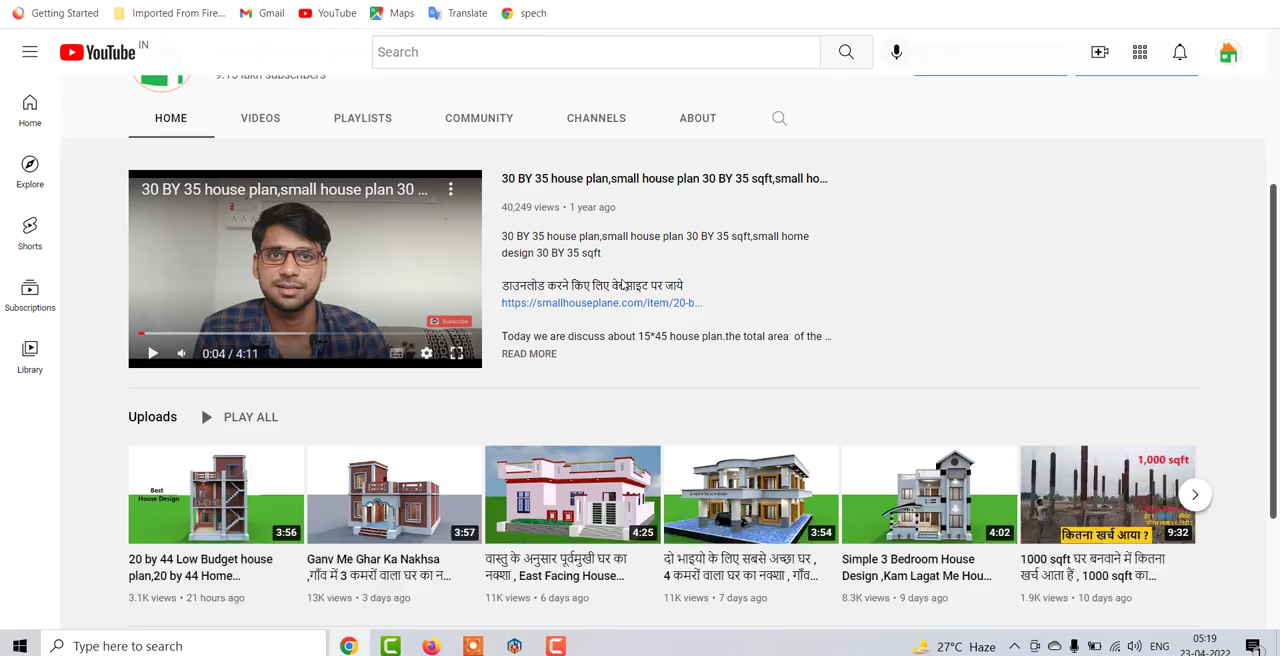 Getting Started Imported From Fire... Gmail YouTube Maps Translate spech
YouTube IN Search
9.15 lakh subscribers
HOME VIDEOS PLAYLISTS COMMUNITY CHANNELS ABOUT
Home
Explore
Shorts
Subscriptions
Library
30 BY 35 house plan,small house plan 30 ...
Subscribe
0:04 / 4:11
30 BY 35 house plan,small house plan 30 BY 35 sqft,small ho...
40,249 views • 1 year ago
30 BY 35 house plan,small house plan 30 BY 35 sqft,small home
design 30 BY 35 sqft
डाउनलोड करने किए लिए वेबसाइट पर जाये
https://smallhouseplane.com/item/20-b...
Today we are discuss about 15*45 house plan.the total area of the ...
READ MORE
Uploads PLAY ALL
Best
House Design
3:56
3:57
4:25
3:54
4:02
1,000 sqft
कितना खर्च आया ?
9:32
20 by 44 Low Budget house
plan,20 by 44 Home...
3.1K views • 21 hours ago
Ganv Me Ghar Ka Nakhsa
,गाँव में 3 कमरों वाला घर का न...
13K views • 3 days ago
वास्तु के अनुसार पूर्वमुखी घर का
नक्शा , East Facing House...
11K views • 6 days ago
दो भाइयो के लिए सबसे अच्छा घर ,
4 कमरों वाला घर का नक्शा , गाँव...
11K views • 7 days ago
Simple 3 Bedroom House
Design ,Kam Lagat Me Hou...
8.3K views • 9 days ago
1000 sqft घर बनवाने में कितना
खर्च आता हैं , 1000 sqft का...
1.9K views • 10 days ago
Type here to search
27°C Haze
ENG
05:19
23-04-2022
1